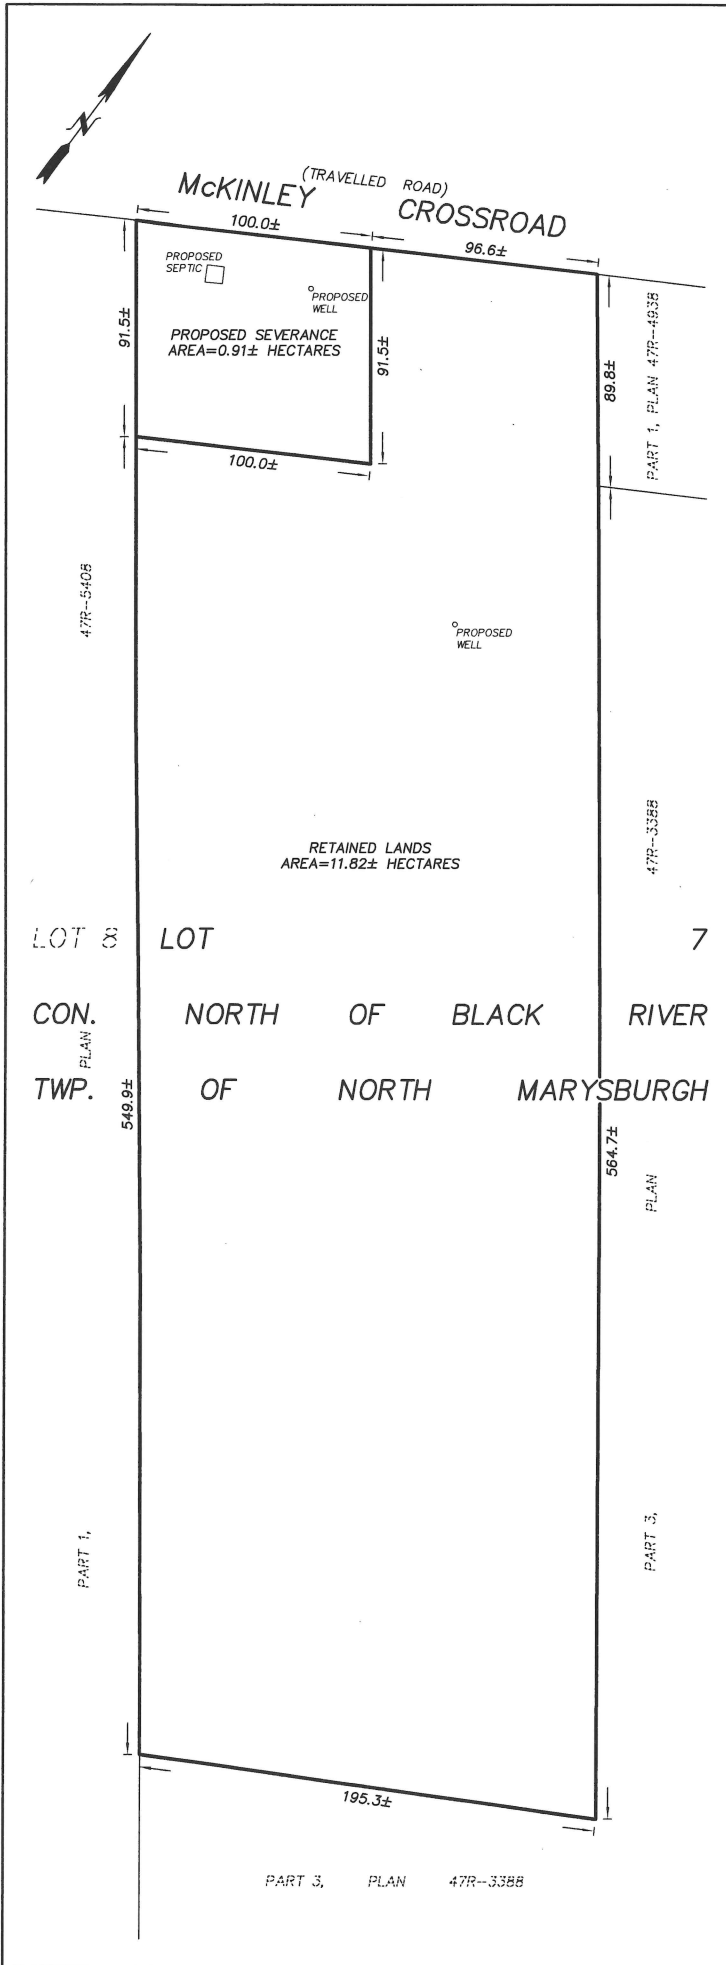 N
(TRAVELLED ROAD)
McKINLEY CROSSROAD
100.0±
96.6±
PROPOSED
SEPTIC
PROPOSED
WELL
PROPOSED SEVERANCE
AREA=0.91± HECTARES
91.5±
91.5±
89.8±
PART 1, PLAN 47R-4938
100.0±
47R-5408
PROPOSED
WELL
47R-3388
RETAINED LANDS
AREA=11.82± HECTARES
LOT 8 LOT 7
CON. NORTH OF BLACK RIVER
PLAN
TWP. OF NORTH MARYSBURGH
549.9±
564.7±
PLAN
PART 1,
PART 3,
195.3±
PART 3, PLAN 47R-3388